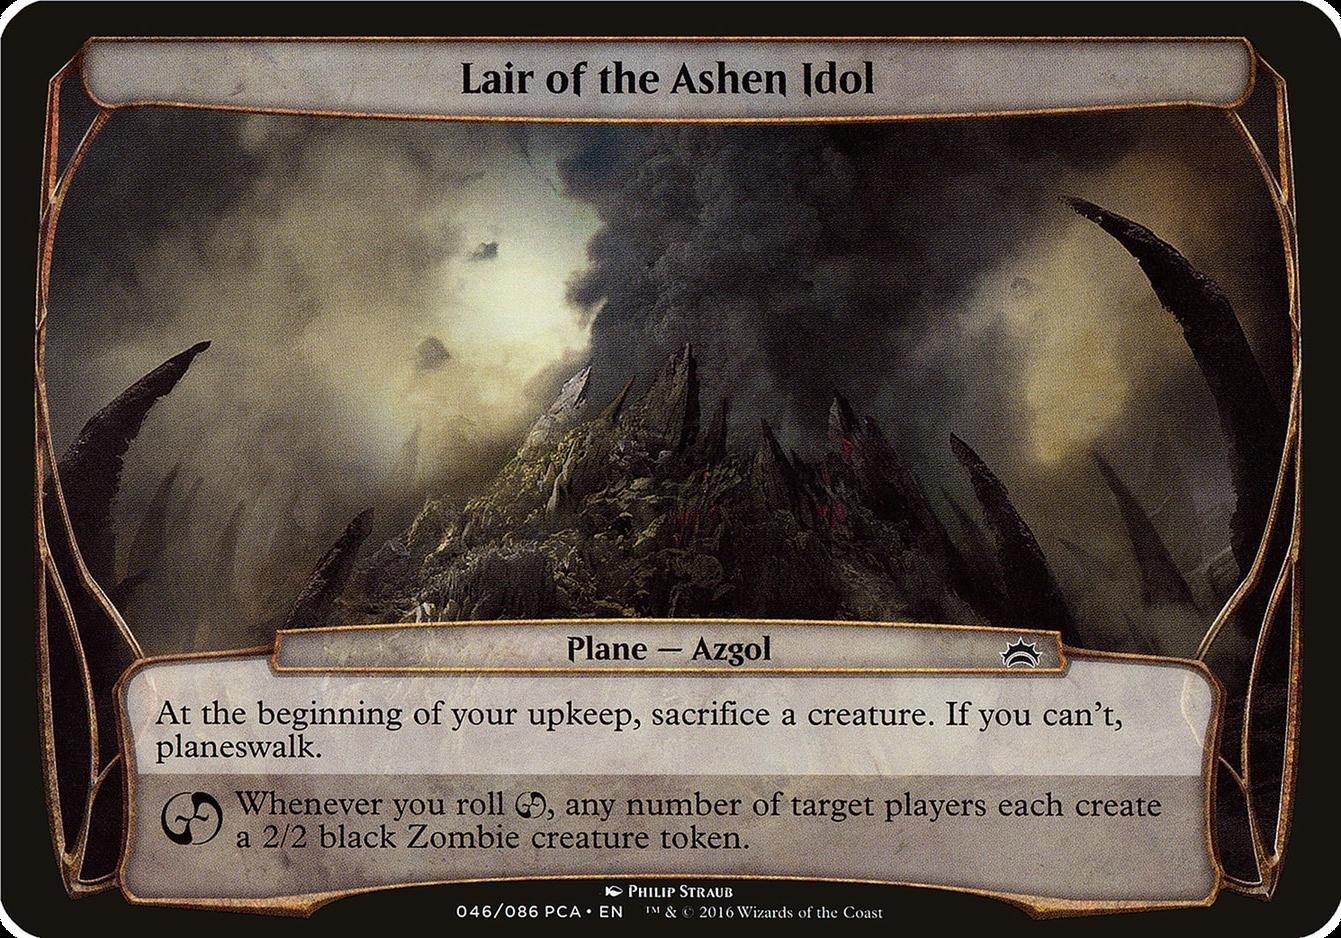 Lair of the Ashen Idol
Plane — Azgol
At the beginning of your upkeep, sacrifice a creature. If you can't,
planeswalk.
Whenever you roll , any number of target players each create
a 2/2 black Zombie creature token.
Philip Straub
046/086 PCA • EN ™ & © 2016 Wizards of the Coast